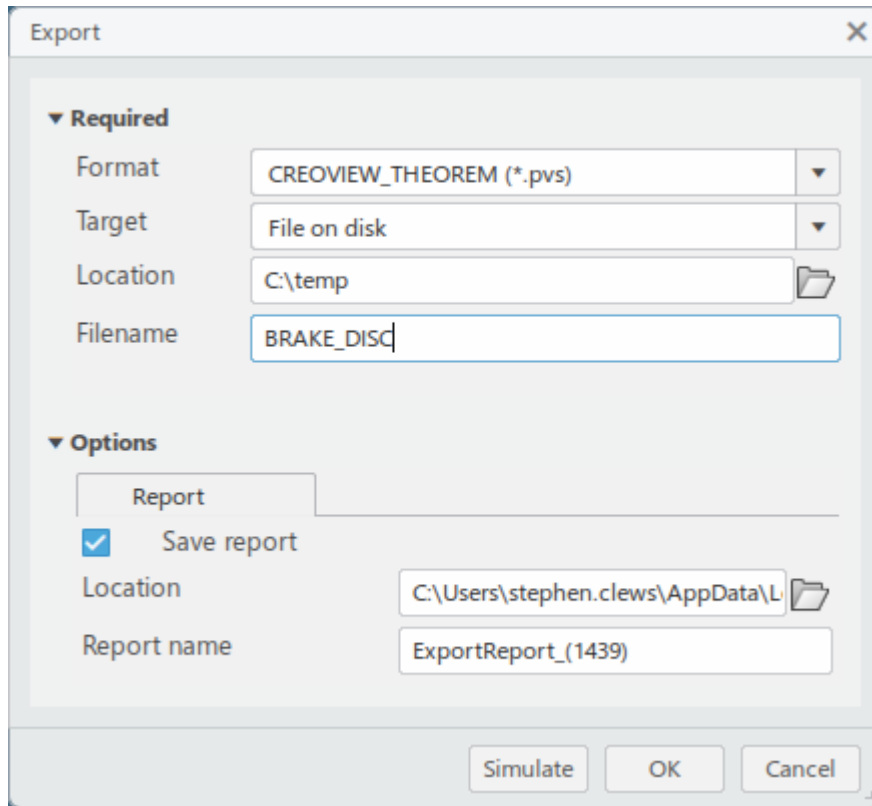 Export
Required
Format CREOVIEW_THEOREM (*.pvs)
Target File on disk
Location C:\temp
Filename BRAKE_DISC
Options
Report
Save report
Location C:\Users\stephen.clews\AppData\L
Report name ExportReport_(1439)
Simulate OK Cancel